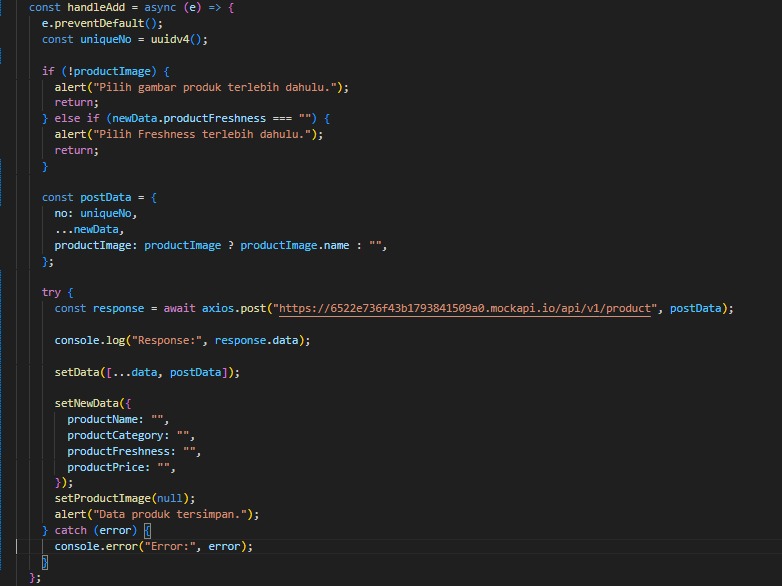 const handleAdd = async (e) => {
e.preventDefault();
const uniqueNo = uuidv4();
if (!productImage) {
alert("Pilih gambar produk terlebih dahulu.");
return;
} else if (newData.productFreshness === "") {
alert("Pilih Freshness terlebih dahulu.");
return;
}
const postData = {
no: uniqueNo,
...newData,
productImage: productImage ? productImage.name : "",
};
try {
const response = await axios.post("https://6522e736f43b1793841509a0.mockapi.io/api/v1/product", postData);
console.log("Response:", response.data);
setData([...data, postData]);
setNewData({
productName: "",
productCategory: "",
productFreshness: "",
productPrice: "",
});
setProductImage(null);
alert("Data produk tersimpan.");
} catch (error) {
console.error("Error:", error);
}
};